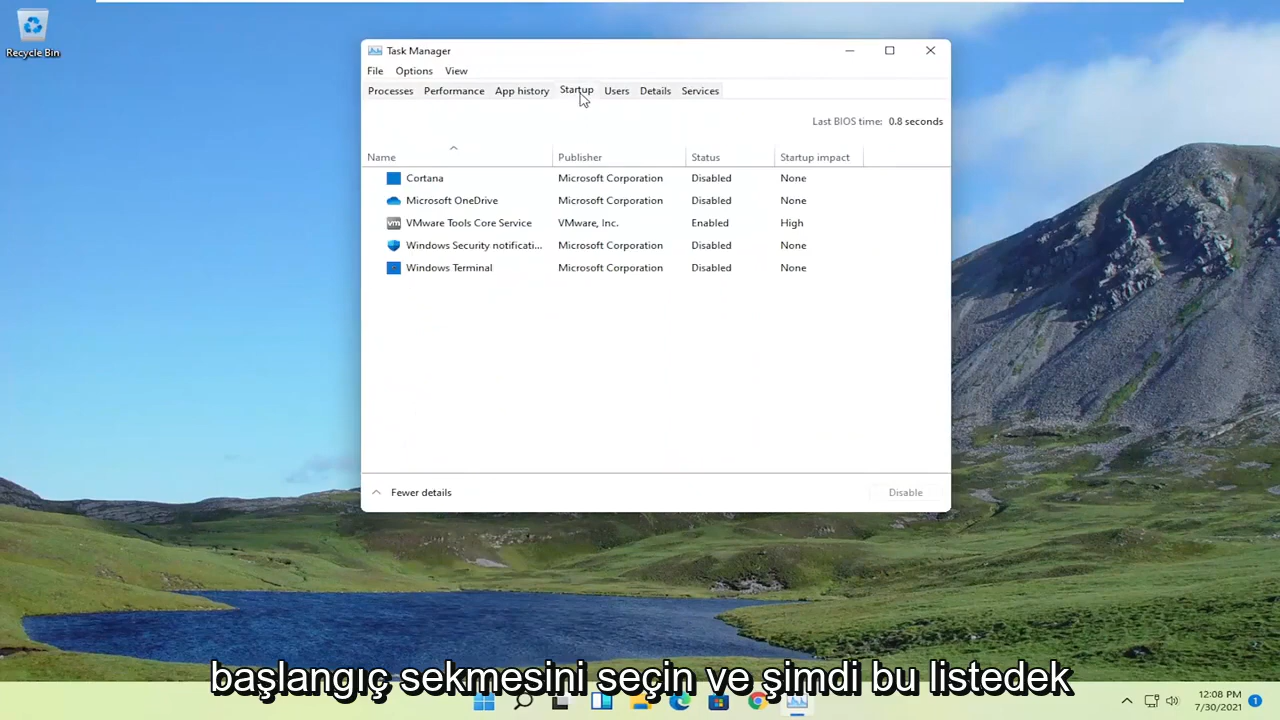 Recycle Bin
Task Manager
File Options View
Processes Performance App history Startup Users Details Services
Last BIOS time: 0.8 seconds
Name Publisher Status Startup impact
Cortana Microsoft Corporation Disabled None
Microsoft OneDrive Microsoft Corporation Disabled None
vm VMware Tools Core Service VMware, Inc. Enabled High
Windows Security notificati... Microsoft Corporation Disabled None
Windows Terminal Microsoft Corporation Disabled None
Fewer details Disable
başlangıç sekmesini seçin ve şimdi bu listedek
12:08 PM
7/30/2021
1